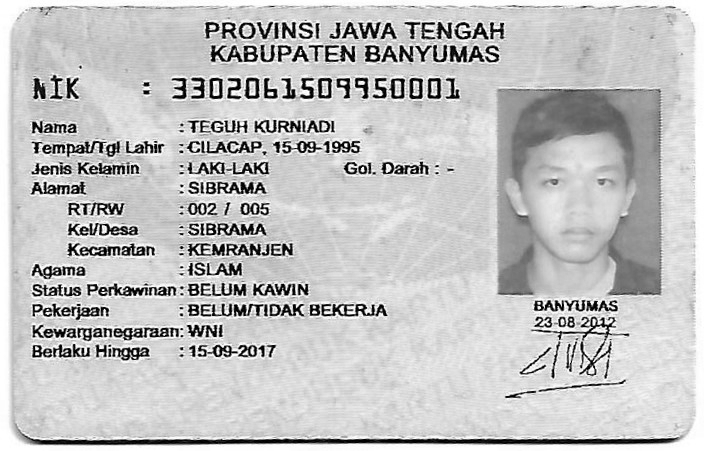 PROVINSI JAWA TENGAH
KABUPATEN BANYUMAS
NIK : 3302061509950001
Nama : TEGUH KURNIADI
Tempat/Tgl Lahir : CILACAP, 15-09-1995
Jenis Kelamin : LAKI-LAKI Gol. Darah : -
Alamat : SIBRAMA
RT/RW : 002 / 005
Kel/Desa : SIBRAMA
Kecamatan : KEMRANJEN
Agama : ISLAM
Status Perkawinan : BELUM KAWIN
Pekerjaan : BELUM/TIDAK BEKERJA
Kewarganegaraan : WNI
Berlaku Hingga : 15-09-2017
BANYUMAS
23-08-2012